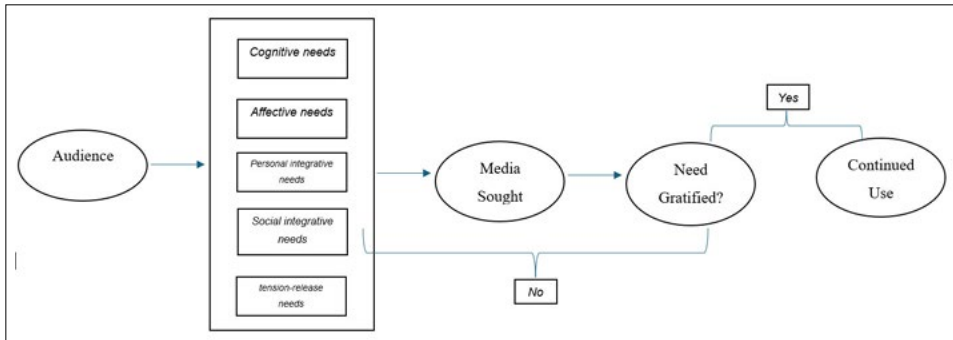 Audience
Cognitive needs
Affective needs
Personal integrative
needs
Social integrative
needs
tension-release
needs
Media
Sought
Need
Gratified?
Yes
No
Continued
Use